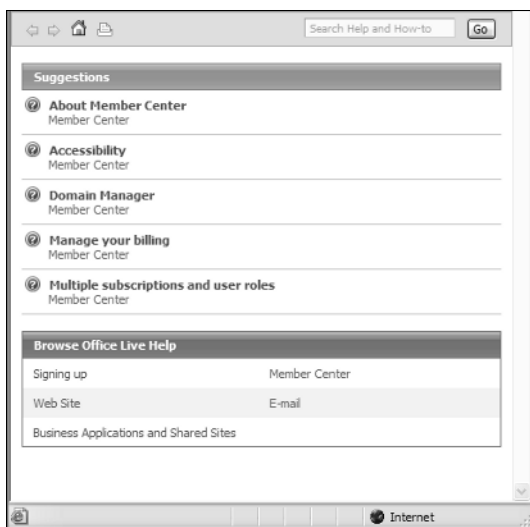 Search Help and How-to Go
Suggestions
About Member Center
Member Center
Accessibility
Member Center
Domain Manager
Member Center
Manage your billing
Member Center
Multiple subscriptions and user roles
Member Center
Browse Office Live Help
Signing up Member Center
Web Site E-mail
Business Applications and Shared Sites
Internet